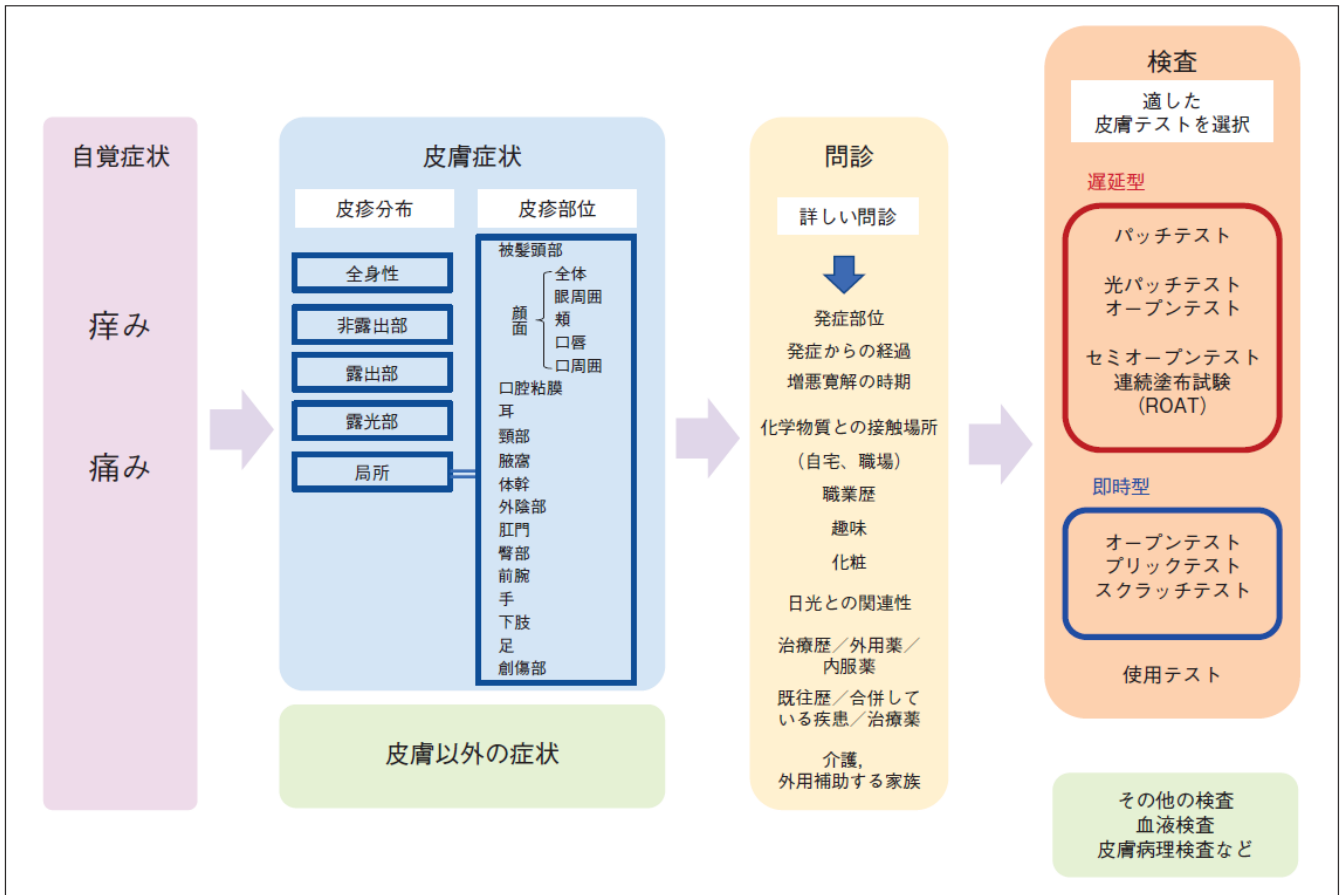 自覚症状
痒み
痛み
皮膚症状
皮疹分布
全身性
非露出部
露出部
露光部
局所
皮疹部位
被髪頭部
顔面
全体
眼周囲
頬
口唇
口周囲
口腔粘膜
耳
頸部
腋窩
体幹
外陰部
肛門
臀部
前腕
手
下肢
足
創傷部
皮膚以外の症状
問診
詳しい問診
発症部位
発症からの経過
増悪寛解の時期
化学物質との接触場所
（自宅、職場）
職業歴
趣味
化粧
日光との関連性
治療歴／外用薬／
内服薬
既往歴／合併して
いる疾患／治療薬
介護，
外用補助する家族
検査
適した
皮膚テストを選択
遅延型
パッチテスト
光パッチテスト
オープンテスト
セミオープンテスト
連続塗布試験
（ROAT）
即時型
オープンテスト
プリックテスト
スクラッチテスト
使用テスト
その他の検査
血液検査
皮膚病理検査など